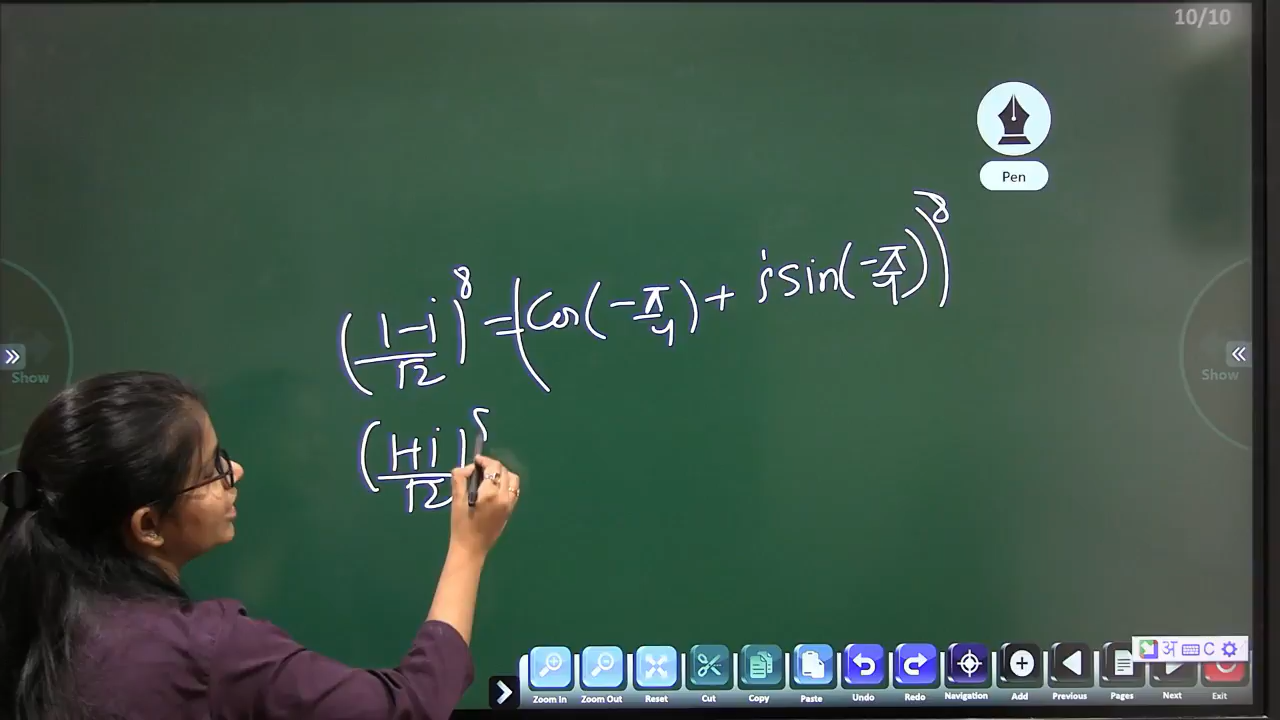 10/10
Pen
(1-i/√2)^8 = (Cos(-π/4) + i sin(-π/4))^8
(1+i/√2)^8
Show
Show
Zoom In Zoom Out Reset Cut Copy Paste Undo Redo Navigation Add Previous Pages Next Exit
अ C